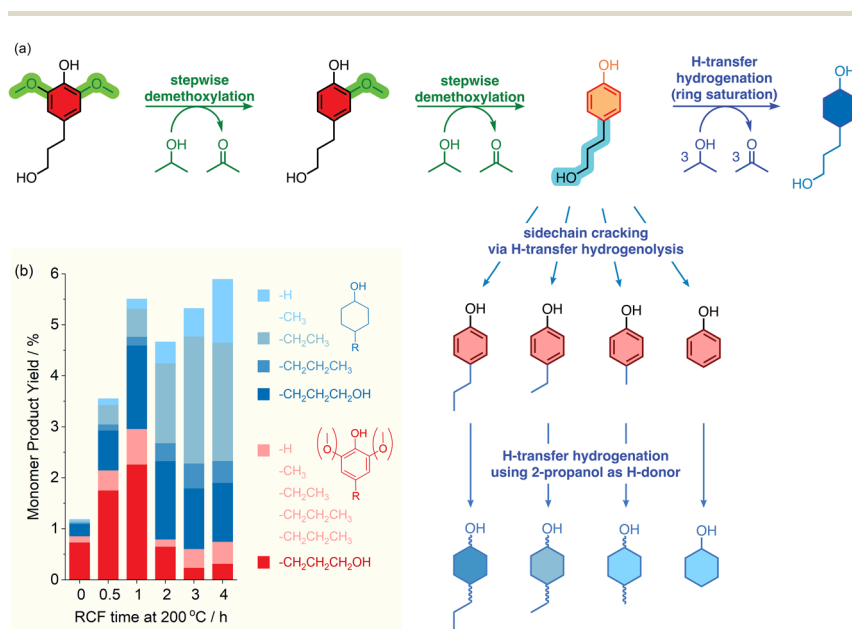 (a)
OH
O
O
HO
stepwise
demethoxylation
OH
O
OH
O
HO
stepwise
demethoxylation
OH
O
OH
HO
H-transfer
hydrogenation
(ring saturation)
3
OH
3
O
OH
HO
sidechain cracking
via H-transfer hydrogenolysis
OH
OH
OH
OH
H-transfer hydrogenation
using 2-propanol as H-donor
OH
OH
OH
OH
(b)
Monomer Product Yield / %
6
5
4
3
2
1
0
0 0.5 1 2 3 4
RCF time at 200 °C / h
-H
-CH₃
-CH₂CH₃
-CH₂CH₂CH₃
-CH₂CH₂CH₂OH
OH
R
-H
-CH₃
-CH₂CH₃
-CH₂CH₂CH₃
-CH₂CH₂CH₃
-CH₂CH₂CH₂OH
( O ) OH ( O )
R